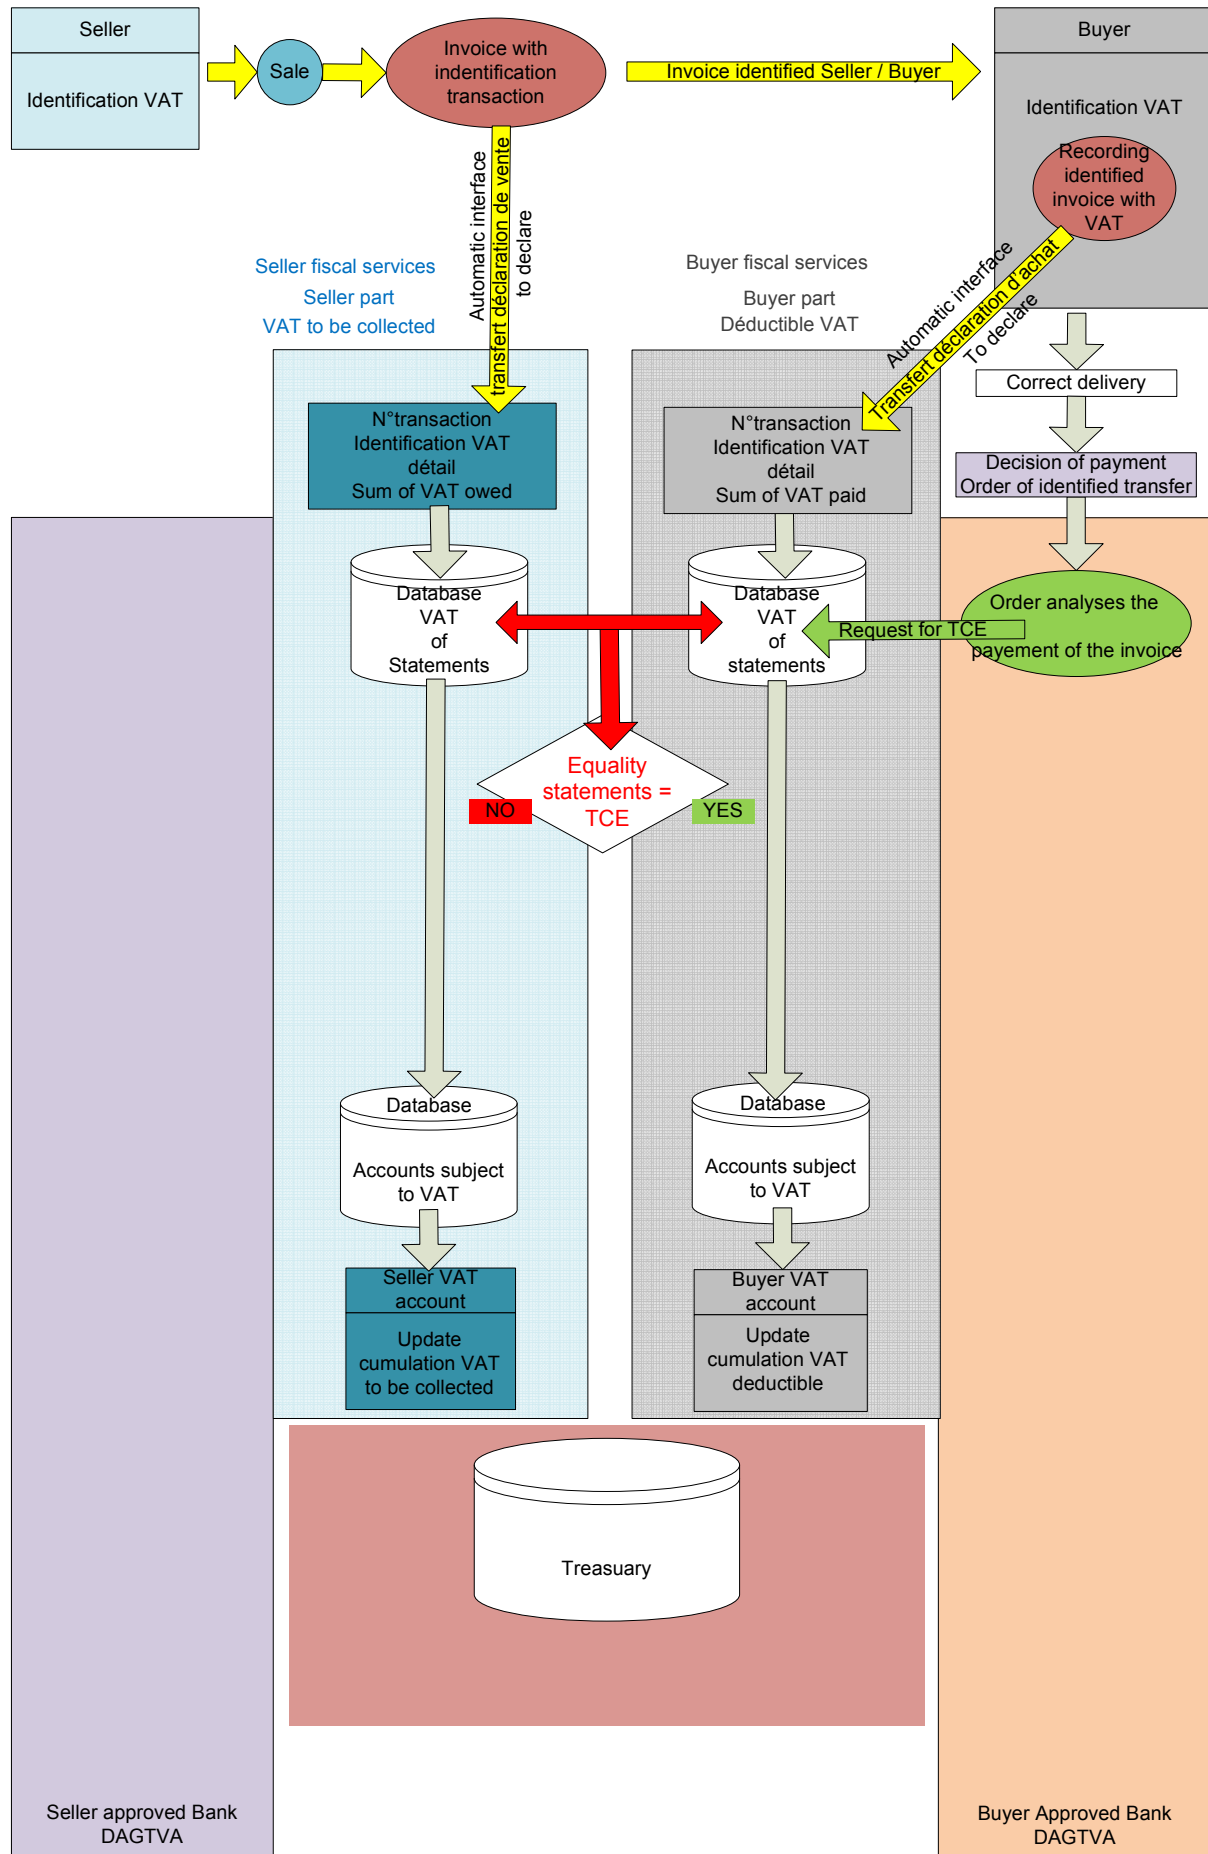 Seller
Identification VAT
Sale
Invoice with
indentification
transaction
Invoice identified Seller / Buyer
Buyer
Identification VAT
Recording
identified
invoice with
VAT
Automatic interface
transfert déclaration de vente
to declare
Automatic interface
Transfert déclaration d'achat
To declare
Seller fiscal services
Seller part
VAT to be collected
Buyer fiscal services
Buyer part
Déductible VAT
Correct delivery
Decision of payment
Order of identified transfer
N°transaction
Identification VAT
détail
Sum of VAT owed
N°transaction
Identification VAT
détail
Sum of VAT paid
Database
VAT
of
Statements
Database
VAT
of
statements
Request for TCE
Order analyses the
payement of the invoice
Equality
statements =
TCE
NO
YES
Database
Accounts subject
to VAT
Database
Accounts subject
to VAT
Seller VAT
account
Update
cumulation VAT
to be collected
Buyer VAT
account
Update
cumulation VAT
deductible
Treasuary
Seller approved Bank
DAGTVA
Buyer Approved Bank
DAGTVA